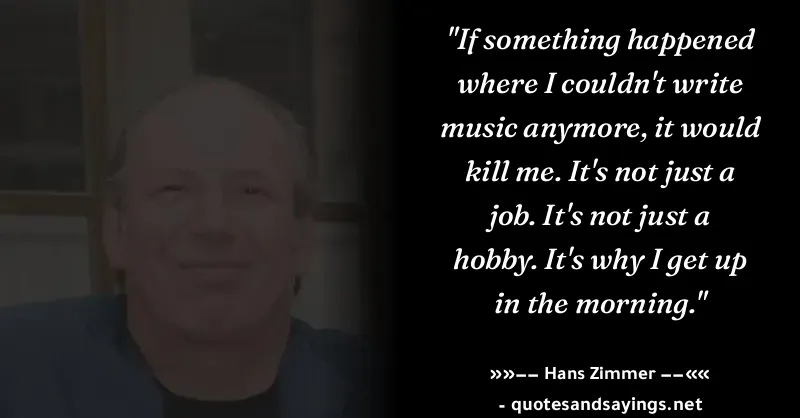 "If something happened
where I couldn't write
music anymore, it would
kill me. It's not just a
job. It's not just a
hobby. It's why I get up
in the morning."
»»–– Hans Zimmer ––««
- quotesandsayings.net